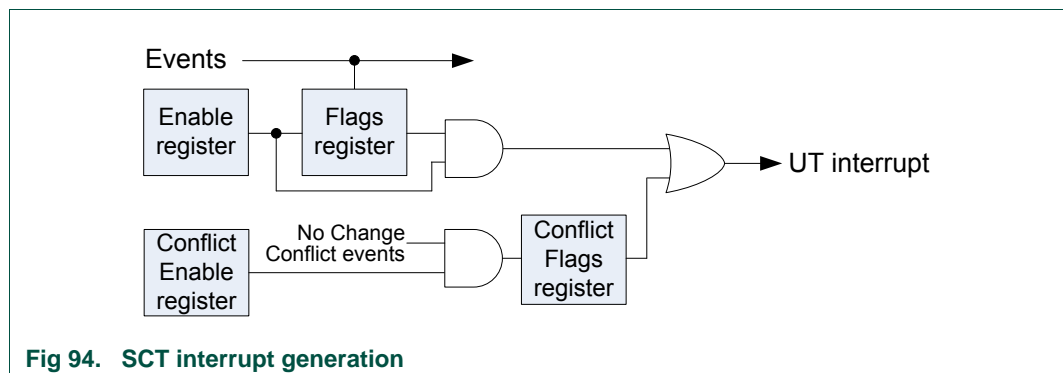 Events
Enable
register
Flags
register
UT interrupt
No Change
Conflict events
Conflict
Enable
register
Conflict
Flags
register
Fig 94. SCT interrupt generation